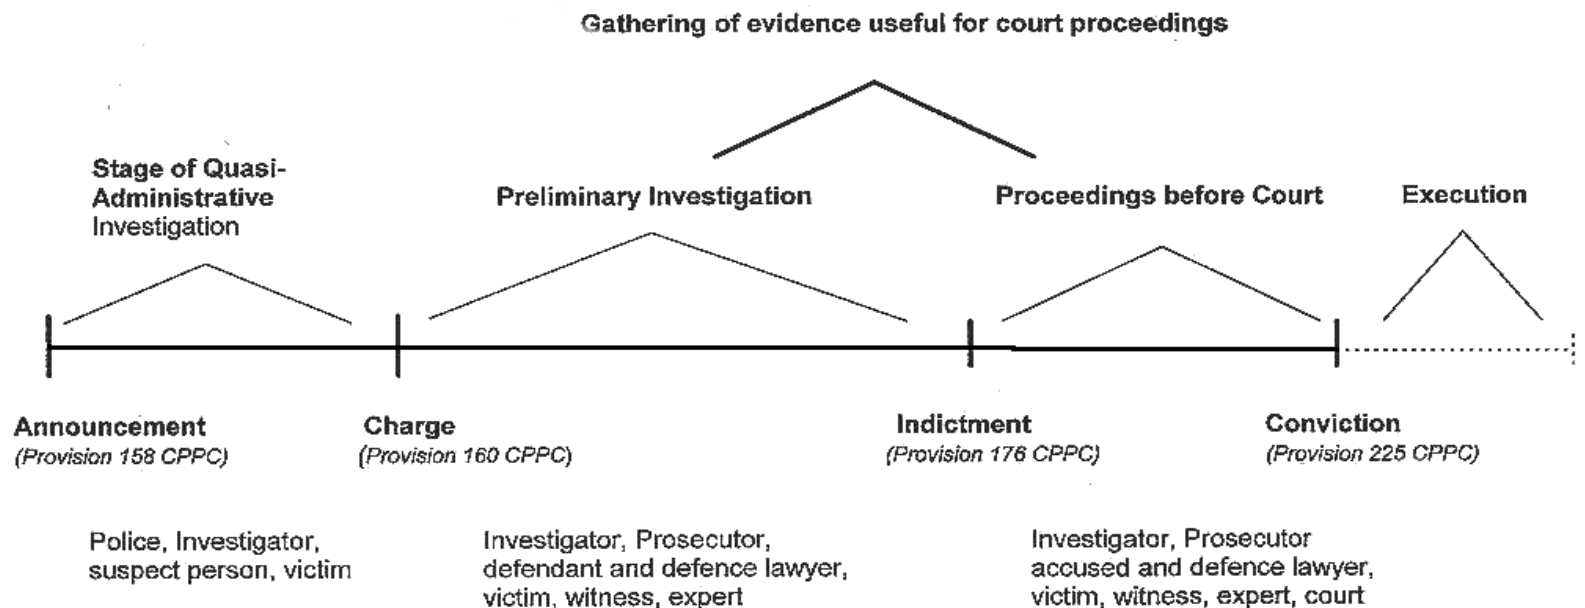 Gathering of evidence useful for court proceedings
Stage of Quasi-
Administrative
Investigation
Preliminary Investigation
Proceedings before Court
Execution
Announcement
(Provision 158 CPPC)
Charge
(Provision 160 CPPC)
Indictment
(Provision 176 CPPC)
Conviction
(Provision 225 CPPC)
Police, Investigator,
suspect person, victim
Investigator, Prosecutor,
defendant and defence lawyer,
victim, witness, expert
Investigator, Prosecutor
accused and defence lawyer,
victim, witness, expert, court